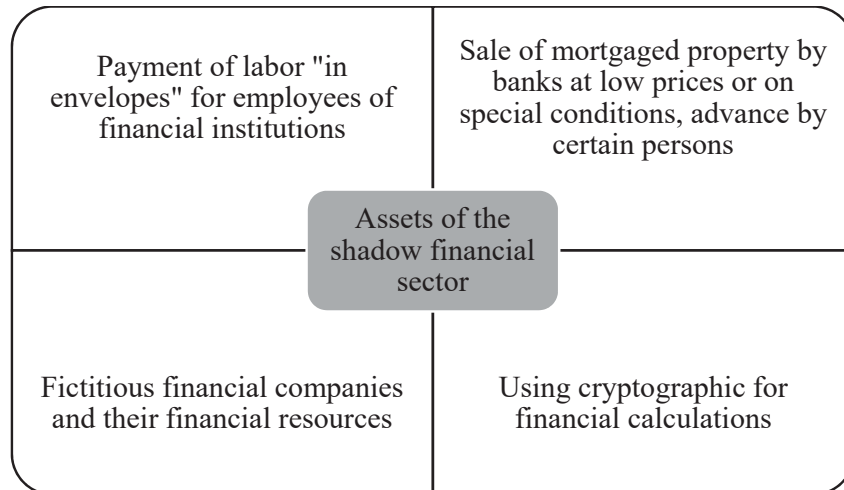 Payment of labor "in
envelopes" for employees of
financial institutions
Sale of mortgaged property by
banks at low prices or on
special conditions, advance by
certain persons
Assets of the
shadow financial
sector
Fictitious financial companies
and their financial resources
Using cryptographic for
financial calculations